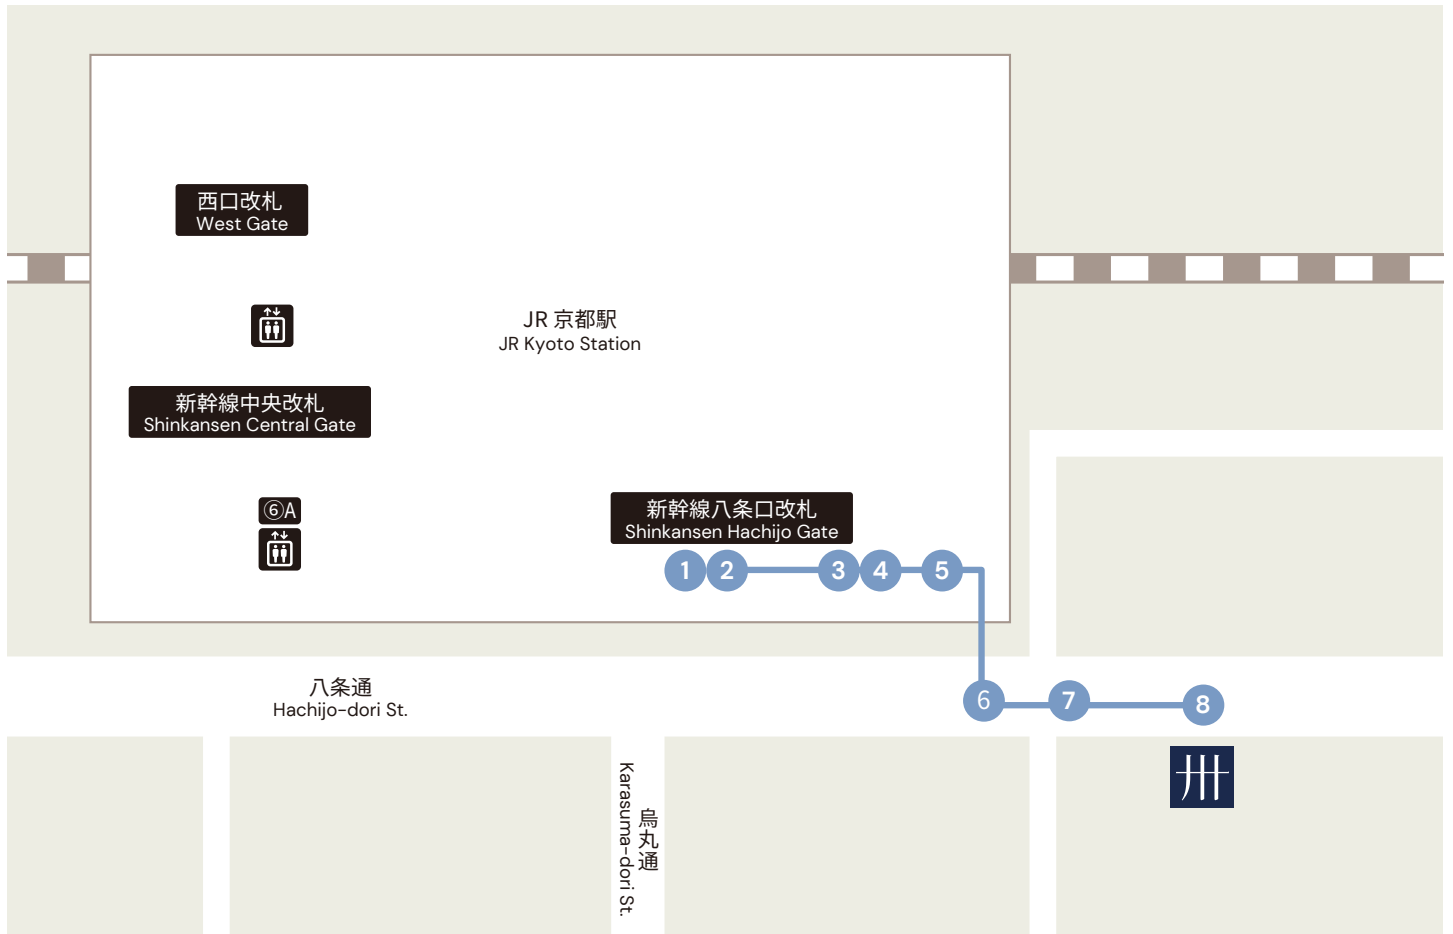 西口改札
West Gate
JR 京都駅
JR Kyoto Station
新幹線中央改札
Shinkansen Central Gate
⑥A
新幹線八条口改札
Shinkansen Hachijo Gate
1
2
3
4
5
八条通
Hachijo-dori St.
6
7
8
卅
烏丸通
Karasuma-dori St.